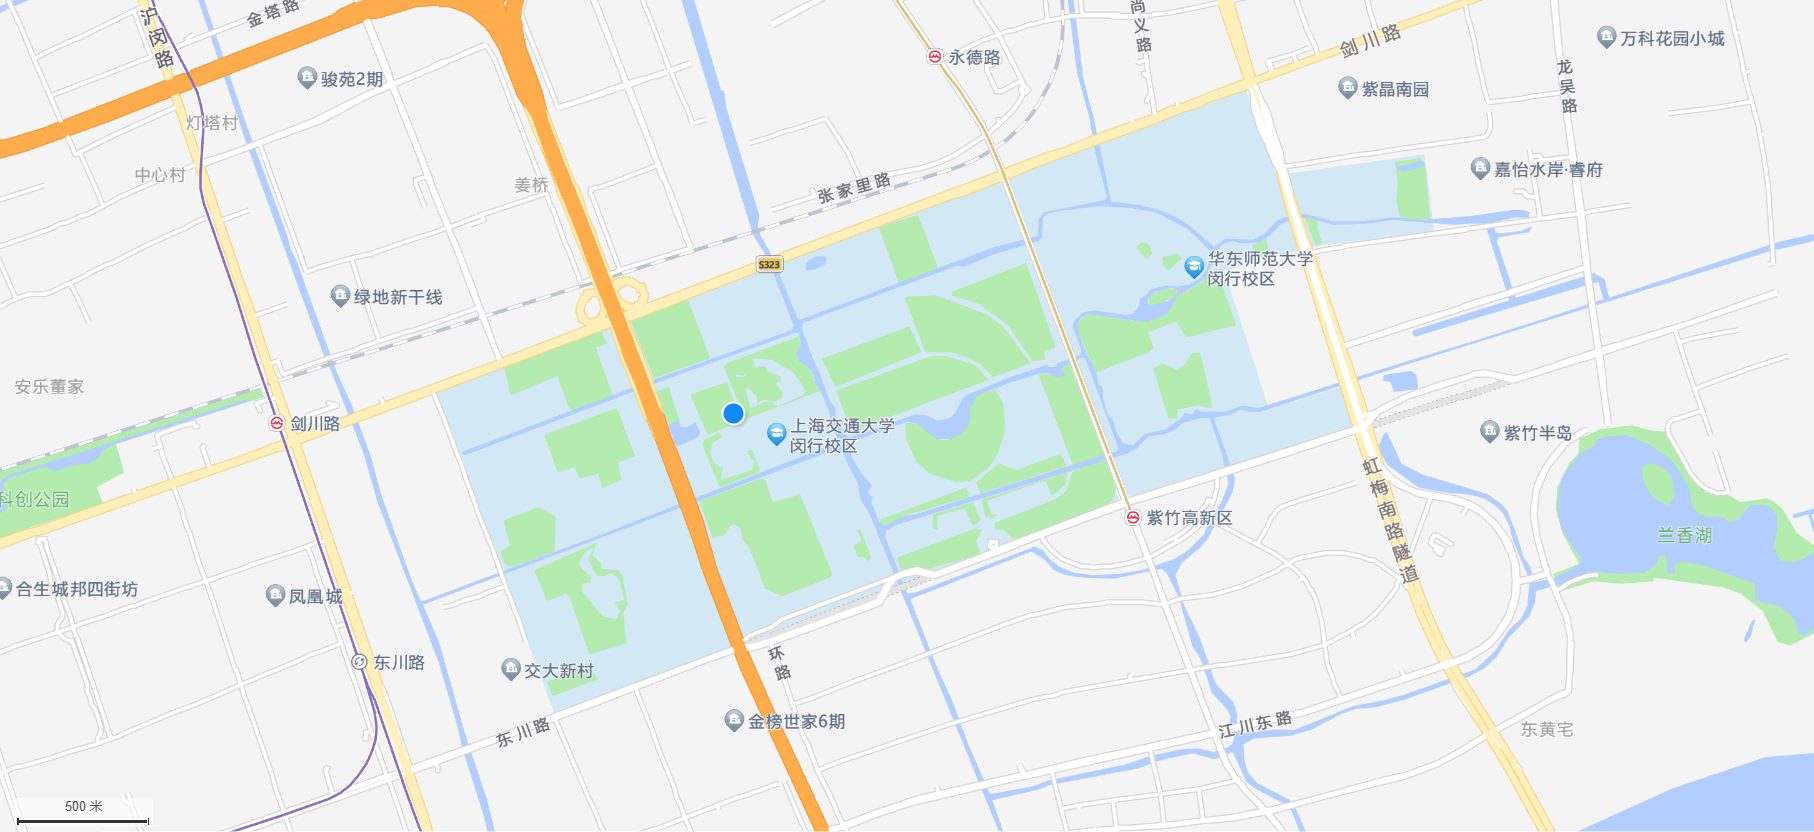 沪闵路
金塔路
尚义路
剑川路
万科花园小城
永德路
龙吴路
骏苑2期
紫晶南园
灯塔村
中心村
姜桥
张家里路
嘉怡水岸·睿府
S323
华东师范大学
闵行校区
绿地新干线
安乐董家
剑川路
上海交通大学
闵行校区
紫竹半岛
虹梅南路隧道
科创公园
紫竹高新区
兰香湖
合生城邦四街坊
凤凰城
东川路
交大新村
环路
金榜世家6期
东川路
江川东路
东黄宅
500 米